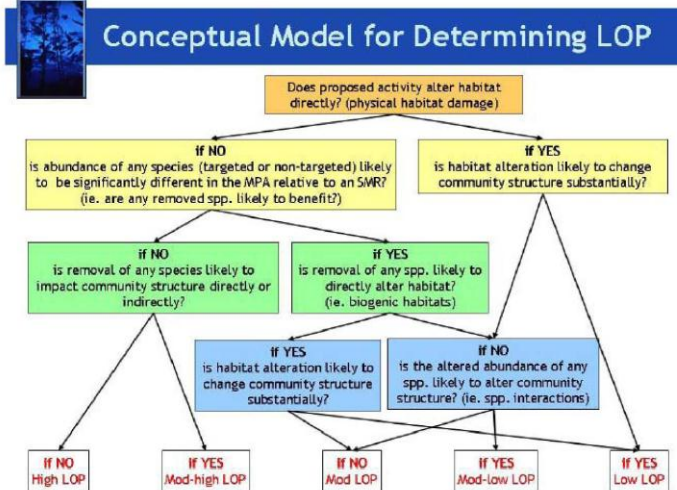 Conceptual Model for Determining LOP
Does proposed activity alter habitat
directly? (physical habitat damage)
if NO
is abundance of any species (targeted or non-targeted) likely
to be significantly different in the MPA relative to an SMR?
(ie. are any removed spp. likely to benefit?)
if YES
is habitat alteration likely to change
community structure substantially?
if NO
is removal of any species likely to
impact community structure directly or
indirectly?
if YES
is removal of any spp. likely to
directly alter habitat?
(ie. biogenic habitats)
if YES
is habitat alteration likely to
change community structure
substantially?
if NO
is the altered abundance of any
spp. likely to alter community
structure? (ie. spp. interactions)
if NO
High LOP
if YES
Mod-high LOP
if NO
Mod LOP
if YES
Mod-low LOP
if YES
Low LOP